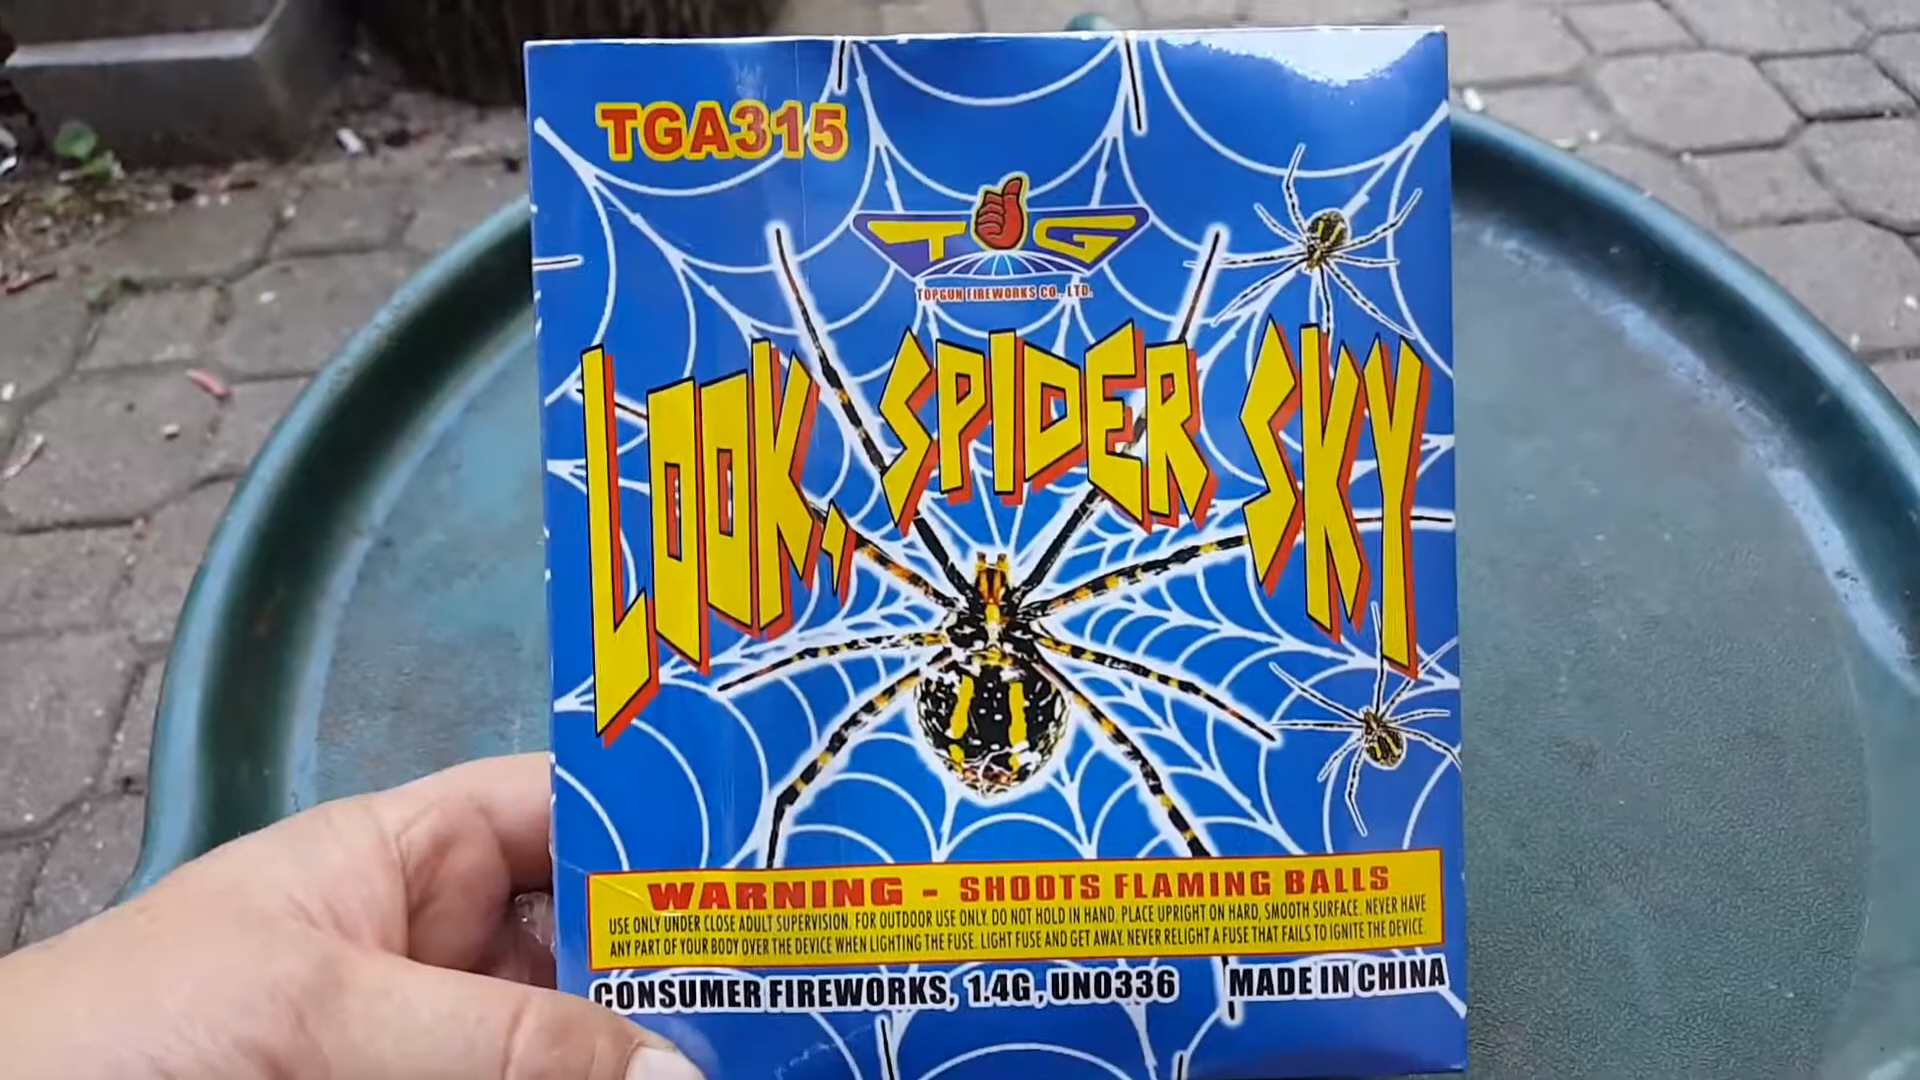 TGA315
TG
TOPGUN FIREWORKS CO., LTD.
LOOK, SPIDER SKY
WARNING - SHOOTS FLAMING BALLS
USE ONLY UNDER CLOSE ADULT SUPERVISION. FOR OUTDOOR USE ONLY. DO NOT HOLD IN HAND. PLACE UPRIGHT ON HARD, SMOOTH SURFACE. NEVER HAVE
ANY PART OF YOUR BODY OVER THE DEVICE WHEN LIGHTING THE FUSE. LIGHT FUSE AND GET AWAY. NEVER RELIGHT A FUSE THAT FAILS TO IGNITE THE DEVICE.
CONSUMER FIREWORKS, 1.4G, UN0336 MADE IN CHINA